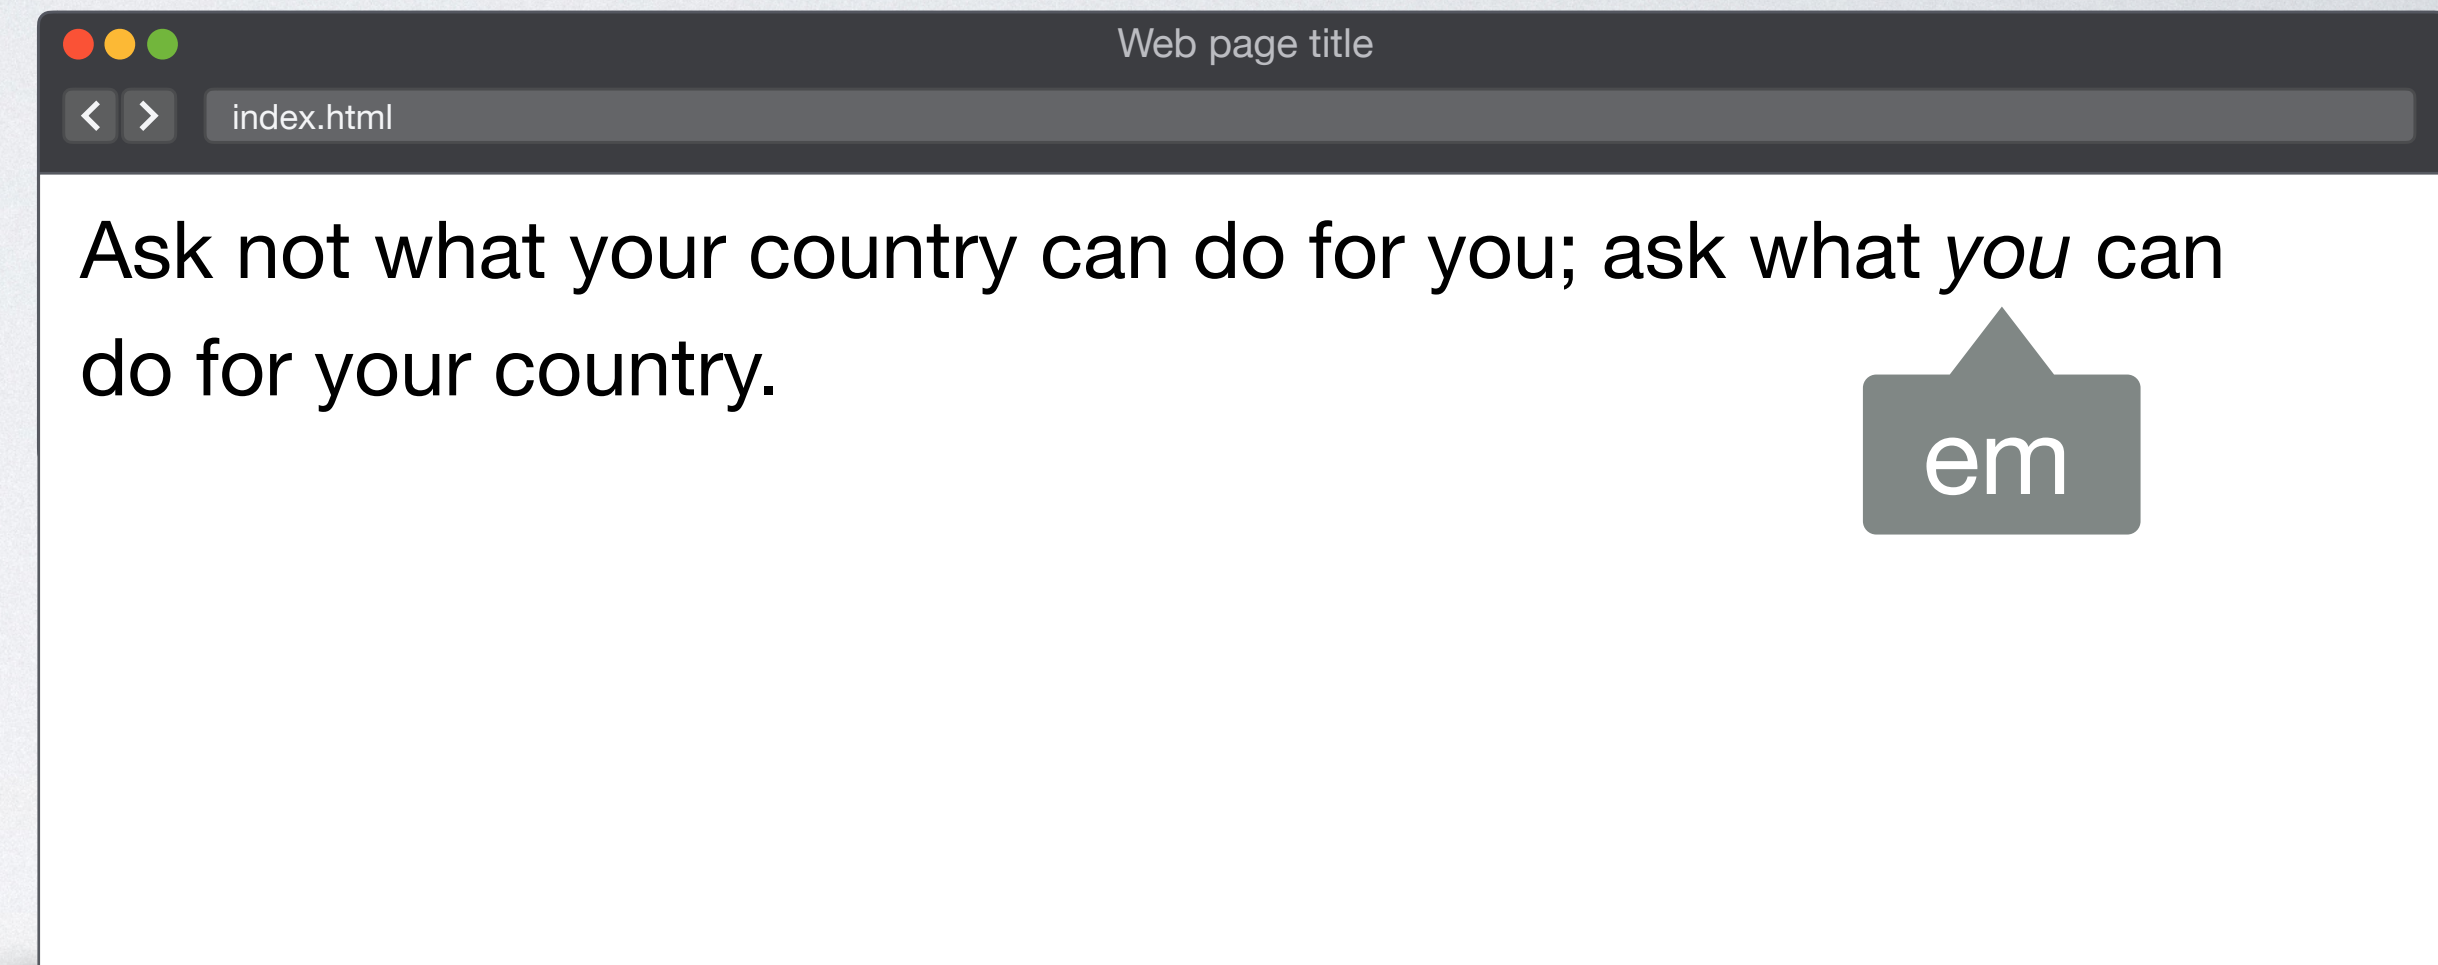 Web page title
index.html
Ask not what your country can do for you; ask what you can
do for your country.
em